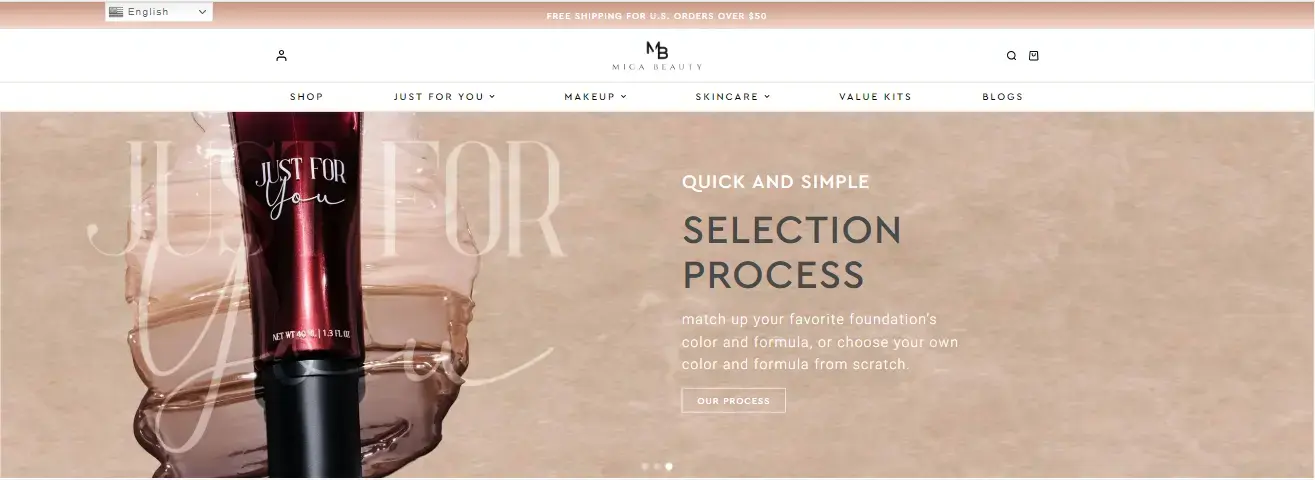 English
FREE SHIPPING FOR U.S. ORDERS OVER $50
MB
MICA BEAUTY
SHOP
JUST FOR YOU
MAKEUP
SKINCARE
VALUE KITS
BLOGS
JUST FOR
You
JUST FOR
You
NET WT 40 mL | 1.3 FL OZ
QUICK AND SIMPLE
SELECTION
PROCESS
match up your favorite foundation's
color and formula, or choose your own
color and formula from scratch.
OUR PROCESS